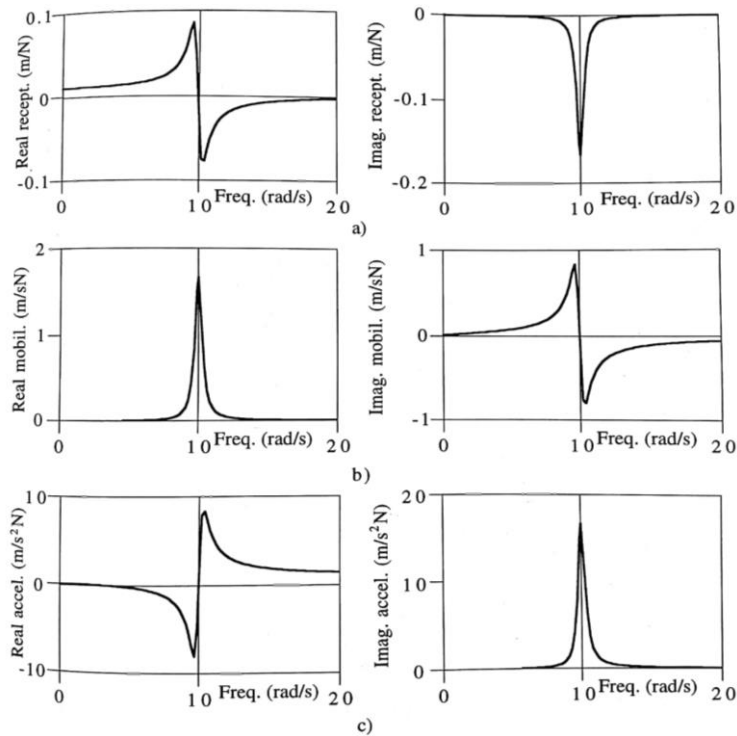 Real recept. (m/N)
0.1
0
-0.1
0
10
Freq. (rad/s)
20
Imag. recept. (m/N)
0
-0.1
-0.2
0
10
Freq. (rad/s)
20
a)
Real mobil. (m/sN)
2
1
0
0
10
Freq. (rad/s)
20
Imag. mobil. (m/sN)
1
0
-1
0
10
Freq. (rad/s)
20
b)
Real accel. (m/s²N)
10
0
-10
0
10
Freq. (rad/s)
20
Imag. accel. (m/s²N)
20
10
0
0
10
Freq. (rad/s)
20
c)